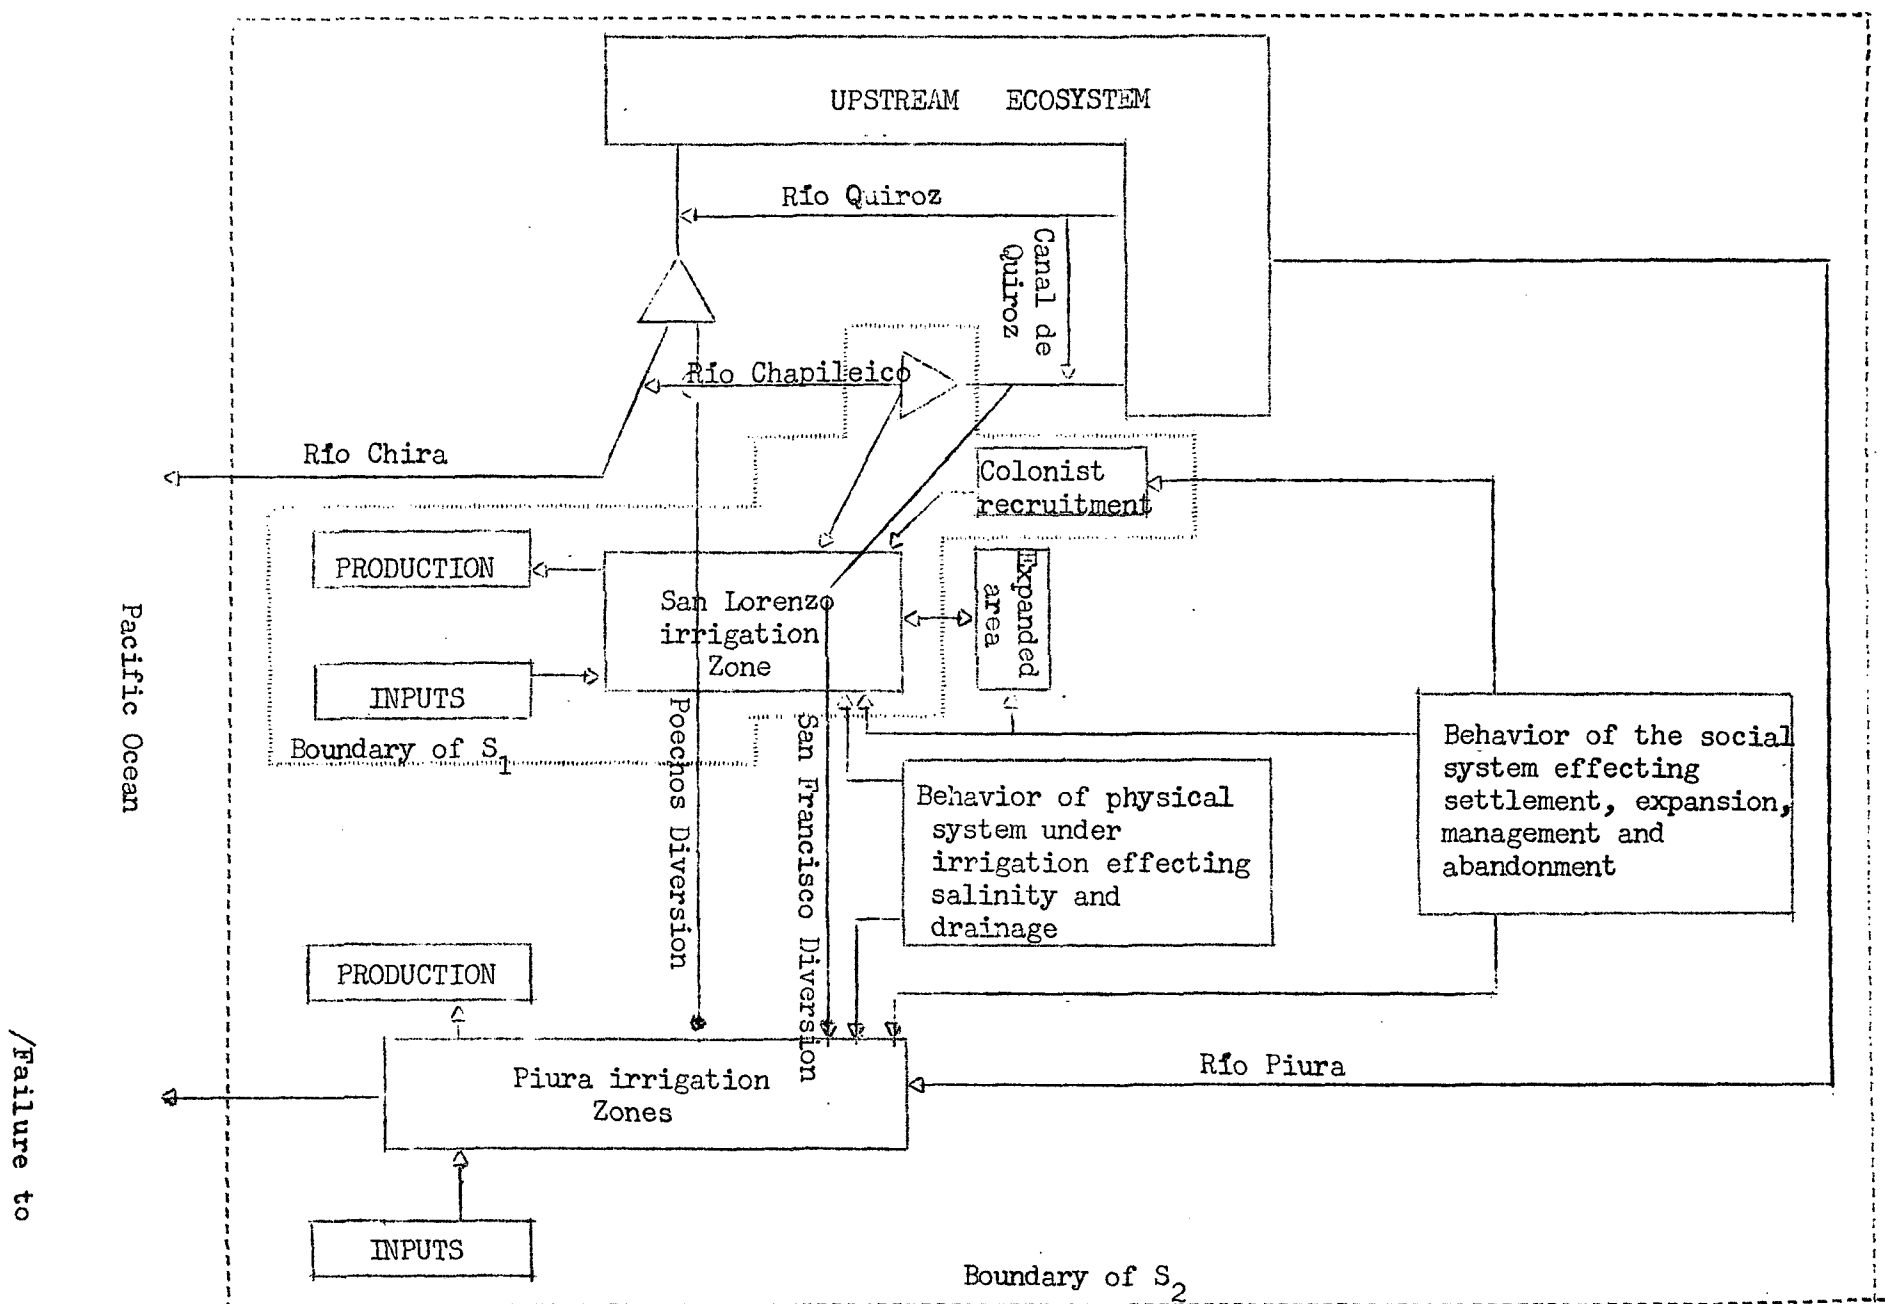 UPSTREAM ECOSYSTEM
Río Quiroz
Canal de
Quiroz
Río Chapileico
Río Chira
Colonist
recruitment
PRODUCTION
San Lorenzo
irrigation
Zone
Expanded
area
INPUTS
Boundary of S1
Pacific Ocean
Poechos Diversion
San Francisco Diversion
Behavior of physical
system under
irrigation effecting
salinity and
drainage
Behavior of the social
system effecting
settlement, expansion,
management and
abandonment
PRODUCTION
Piura irrigation
Zones
Río Piura
INPUTS
Boundary of S2
/Failure to